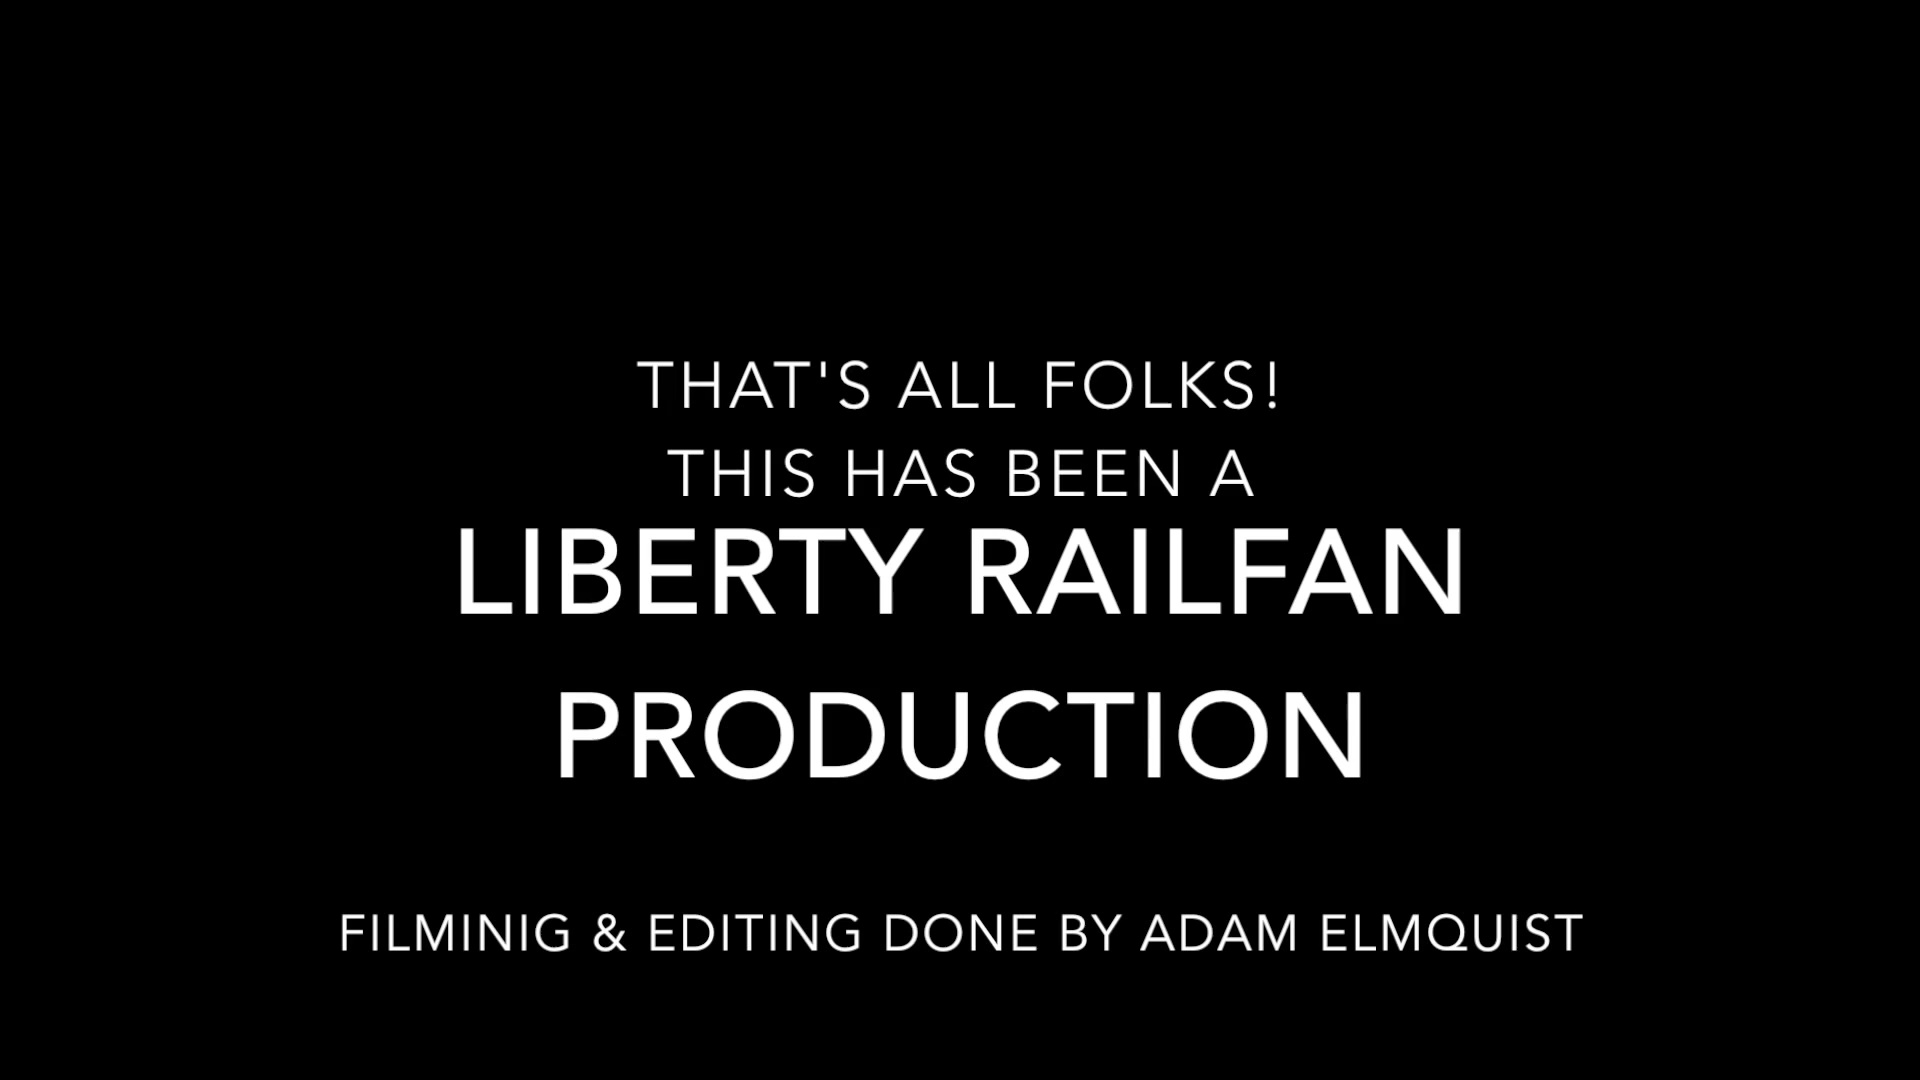 THAT'S ALL FOLKS!
THIS HAS BEEN A
LIBERTY RAILFAN
PRODUCTION
FILMINIG & EDITING DONE BY ADAM ELMQUIST